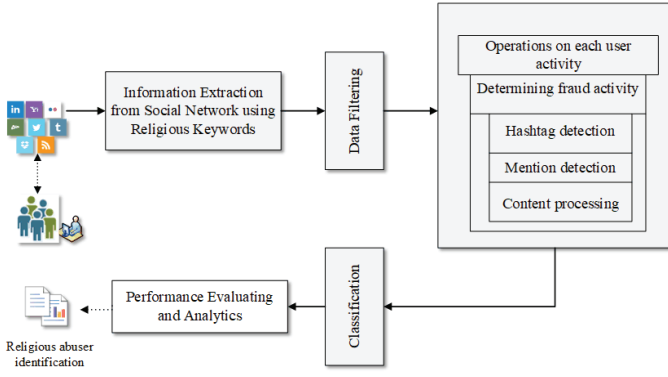 Information Extraction
from Social Network using
Religious Keywords
Data Filtering
Operations on each user
activity
Determining fraud activity
Hashtag detection
Mention detection
Content processing
Classification
Performance Evaluating
and Analytics
Religious abuser
identification